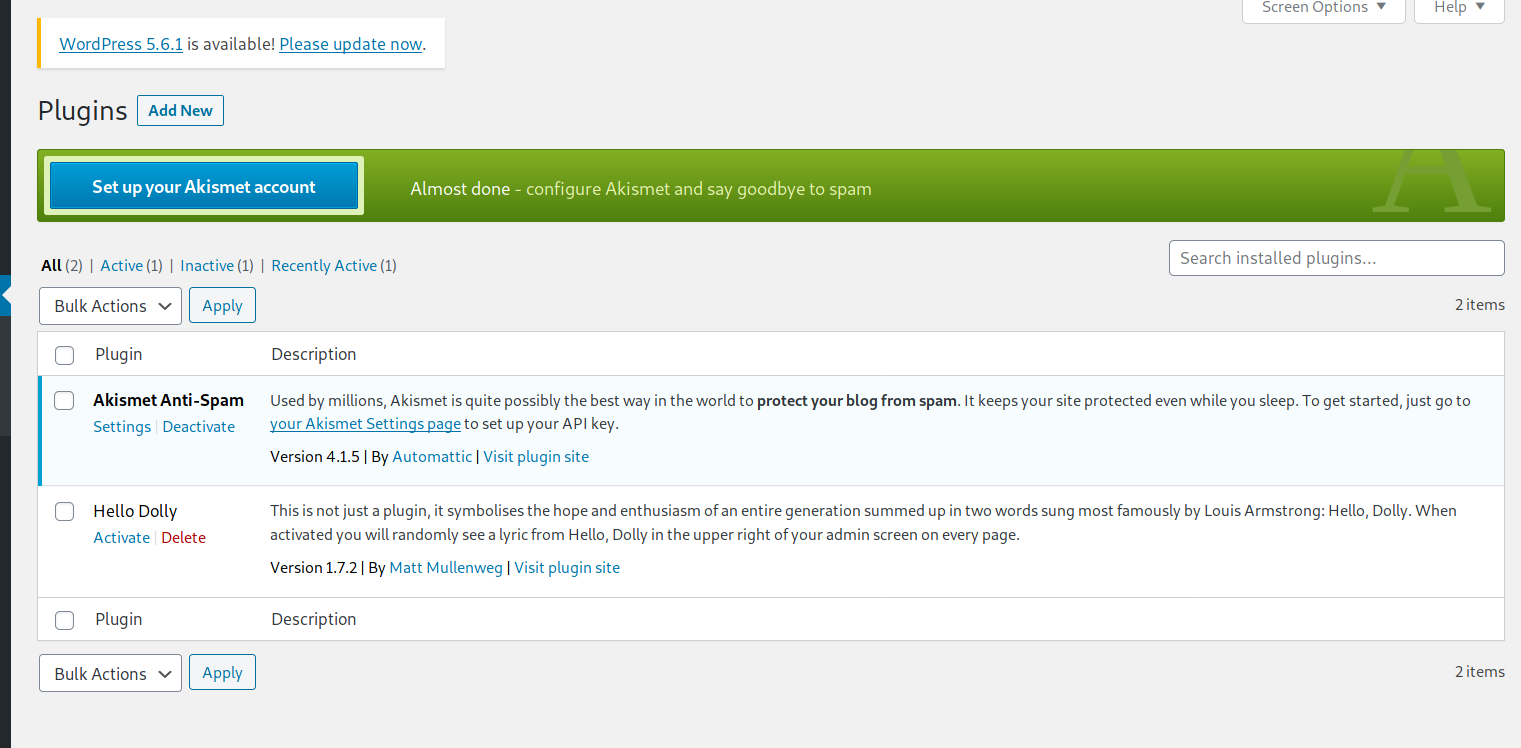 Screen Options ▼ Help ▼
WordPress 5.6.1 is available! Please update now.
Plugins Add New
Set up your Akismet account Almost done - configure Akismet and say goodbye to spam A
All (2) | Active (1) | Inactive (1) | Recently Active (1) Search installed plugins...
Bulk Actions Apply 2 items
Plugin Description
Akismet Anti-Spam Used by millions, Akismet is quite possibly the best way in the world to protect your blog from spam. It keeps your site protected even while you sleep. To get started, just go to
Settings | Deactivate your Akismet Settings page to set up your API key.
Version 4.1.5 | By Automattic | Visit plugin site
Hello Dolly This is not just a plugin, it symbolises the hope and enthusiasm of an entire generation summed up in two words sung most famously by Louis Armstrong: Hello, Dolly. When
Activate | Delete activated you will randomly see a lyric from Hello, Dolly in the upper right of your admin screen on every page.
Version 1.7.2 | By Matt Mullenweg | Visit plugin site
Plugin Description
Bulk Actions Apply 2 items